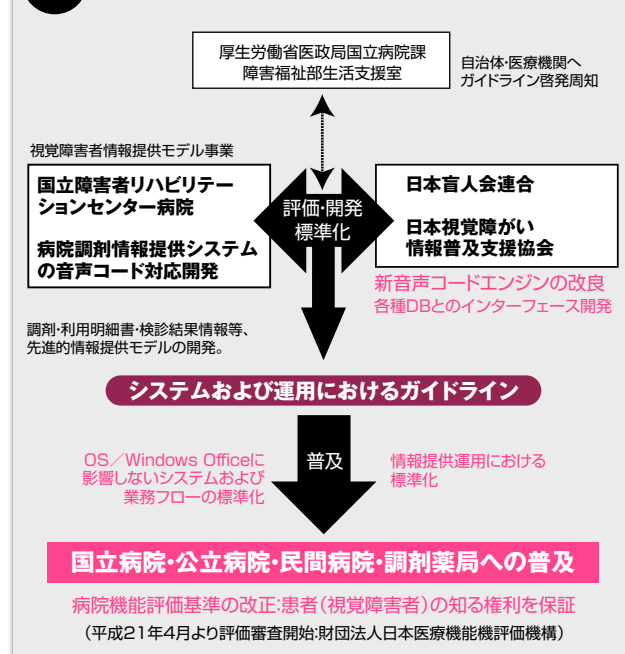 厚生労働省医政局国立病院課
障害福祉部生活支援室
自治体・医療機関へ
ガイドライン啓発周知
視覚障害者情報提供モデル事業
国立障害者リハビリテー
ションセンター病院
病院調剤情報提供システム
の音声コード対応開発
評価・開発
標準化
日本盲人会連合
日本視覚障がい
情報普及支援協会
新音声コードエンジンの改良
各種DBとのインターフェース開発
調剤・利用明細書・検診結果情報等、
先進的情報提供モデルの開発。
システムおよび運用におけるガイドライン
OS／Windows Officeに
影響しないシステムおよび
業務フローの標準化
普及
情報提供運用における
標準化
国立病院・公立病院・民間病院・調剤薬局への普及
病院機能評価基準の改正:患者（視覚障害者）の知る権利を保証
（平成21年4月より評価審査開始:財団法人日本医療機能機評価機構）